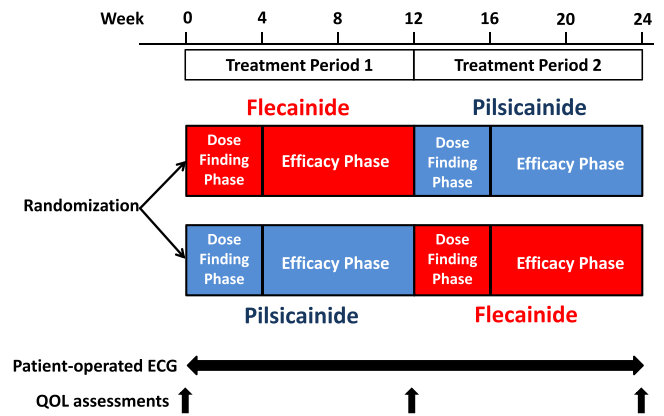 Week 0 4 8 12 16 20 24
Treatment Period 1 Treatment Period 2
Flecainide Pilsicainide
Dose
Finding
Phase
Efficacy Phase
Dose
Finding
Phase
Efficacy Phase
Randomization
Dose
Finding
Phase
Efficacy Phase
Dose
Finding
Phase
Efficacy Phase
Pilsicainide Flecainide
Patient-operated ECG
QOL assessments